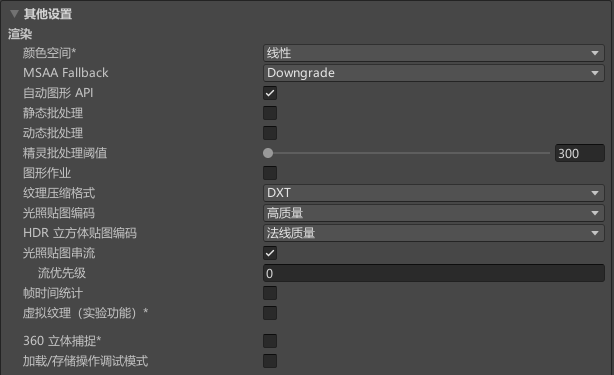 其他设置
渲染
颜色空间* 线性
MSAA Fallback Downgrade
自动图形 API
静态批处理
动态批处理
精灵批处理阈值 300
图形作业
纹理压缩格式 DXT
光照贴图编码 高质量
HDR 立方体贴图编码 法线质量
光照贴图串流
流优先级 0
帧时间统计
虚拟纹理（实验功能）*
360 立体捕捉*
加载/存储操作调试模式